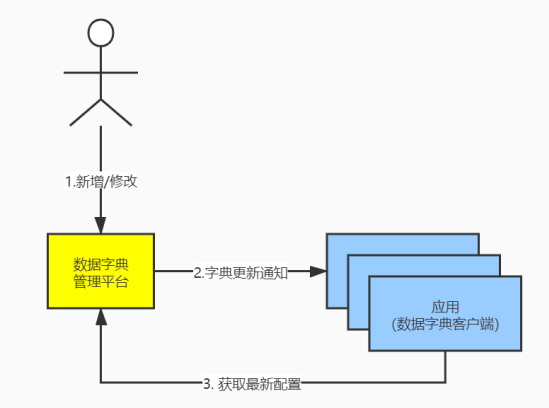 1.新增/修改
数据字典
管理平台
2.字典更新通知
应用
(数据字典客户端)
3. 获取最新配置